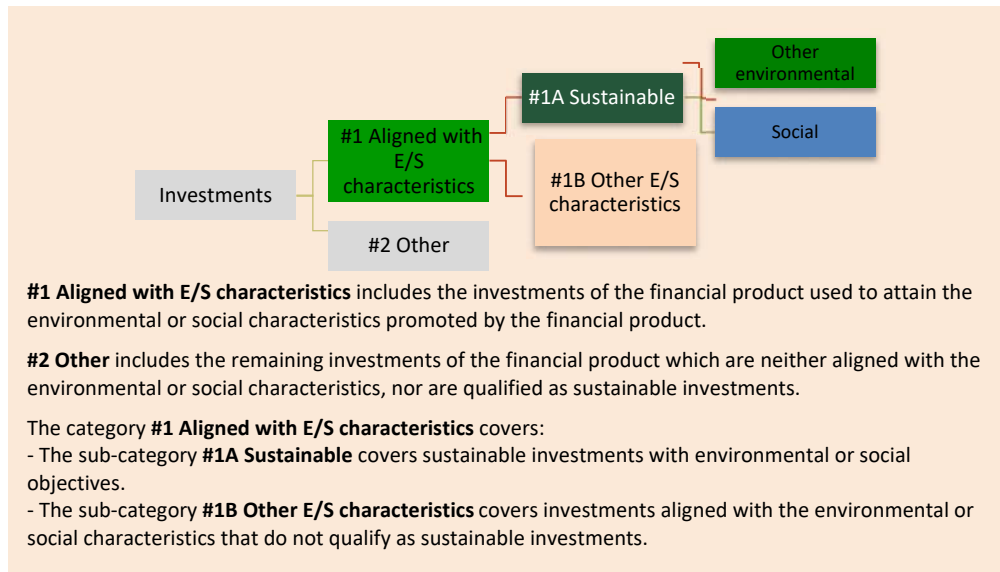 Other
environmental
#1A Sustainable
Social
#1 Aligned with
E/S
characteristics
#1B Other E/S
characteristics
Investments
#2 Other
#1 Aligned with E/S characteristics includes the investments of the financial product used to attain the
environmental or social characteristics promoted by the financial product.
#2 Other includes the remaining investments of the financial product which are neither aligned with the
environmental or social characteristics, nor are qualified as sustainable investments.
The category #1 Aligned with E/S characteristics covers:
- The sub-category #1A Sustainable covers sustainable investments with environmental or social
objectives.
- The sub-category #1B Other E/S characteristics covers investments aligned with the environmental or
social characteristics that do not qualify as sustainable investments.